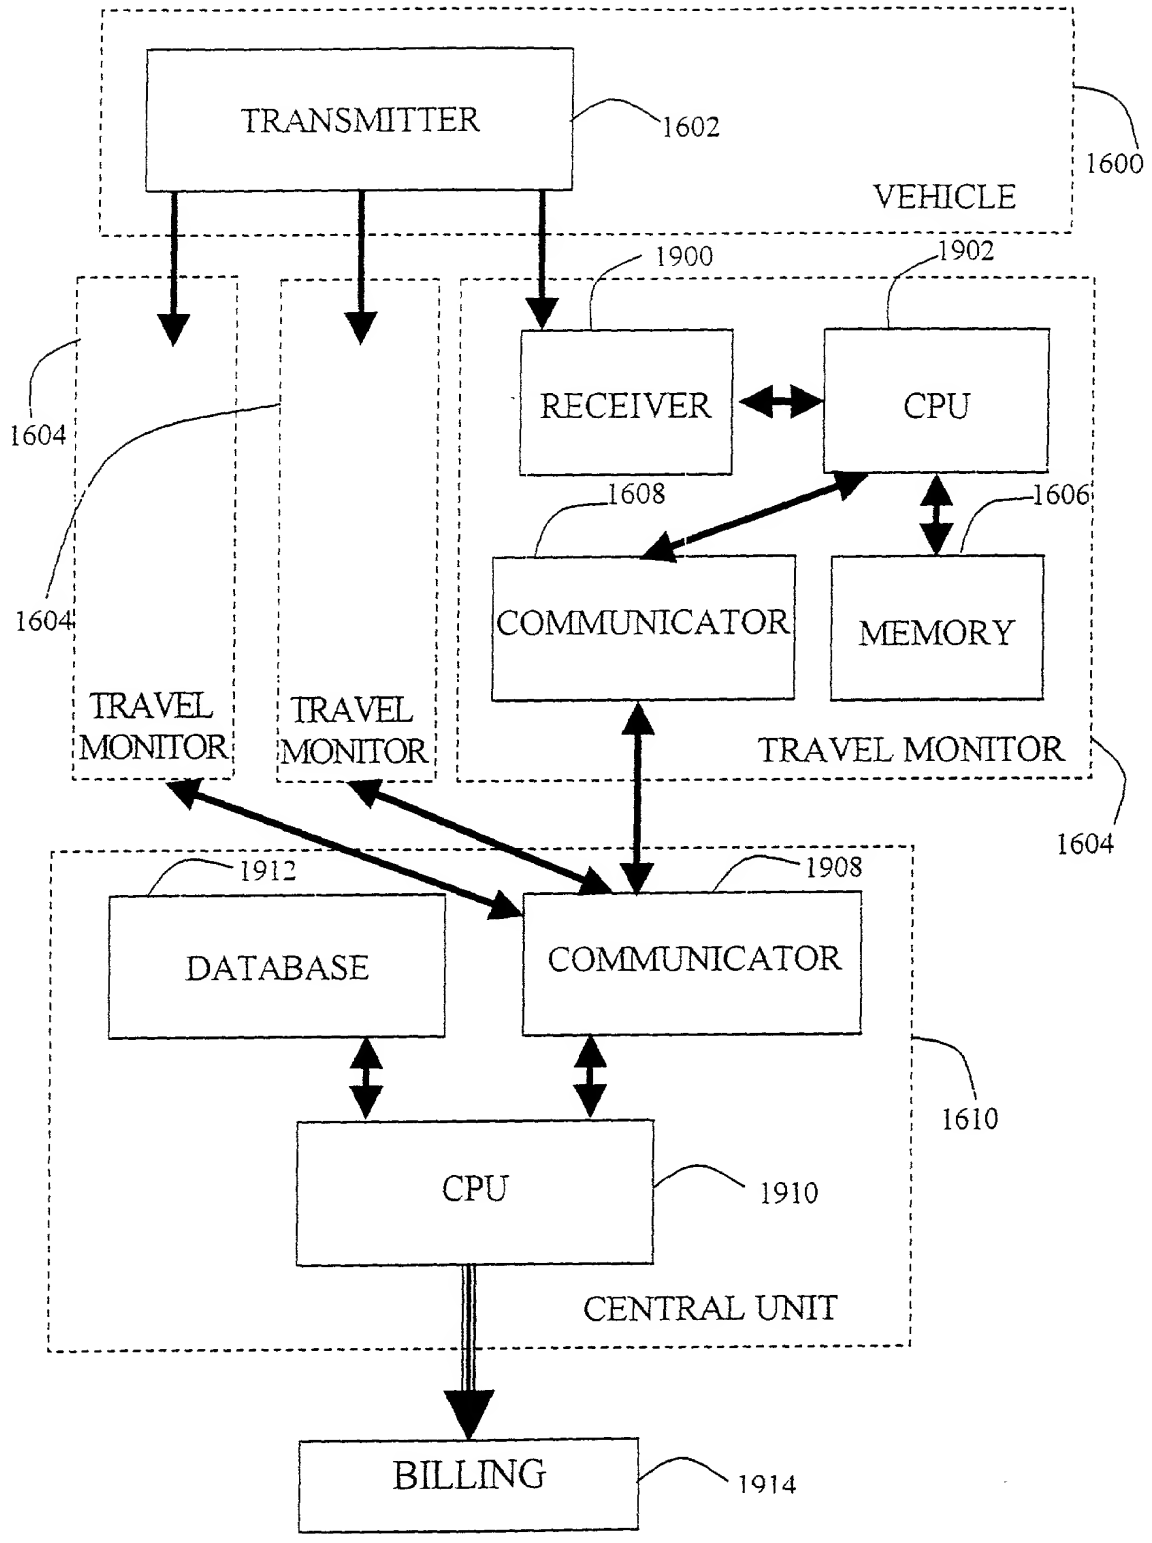 TRANSMITTER
1602
1600
VEHICLE
1900
1902
1604
RECEIVER
CPU
1608
1606
1604
COMMUNICATOR
MEMORY
TRAVEL
MONITOR
TRAVEL
MONITOR
TRAVEL MONITOR
1604
1912
1908
DATABASE
COMMUNICATOR
1610
CPU
1910
CENTRAL UNIT
BILLING
1914